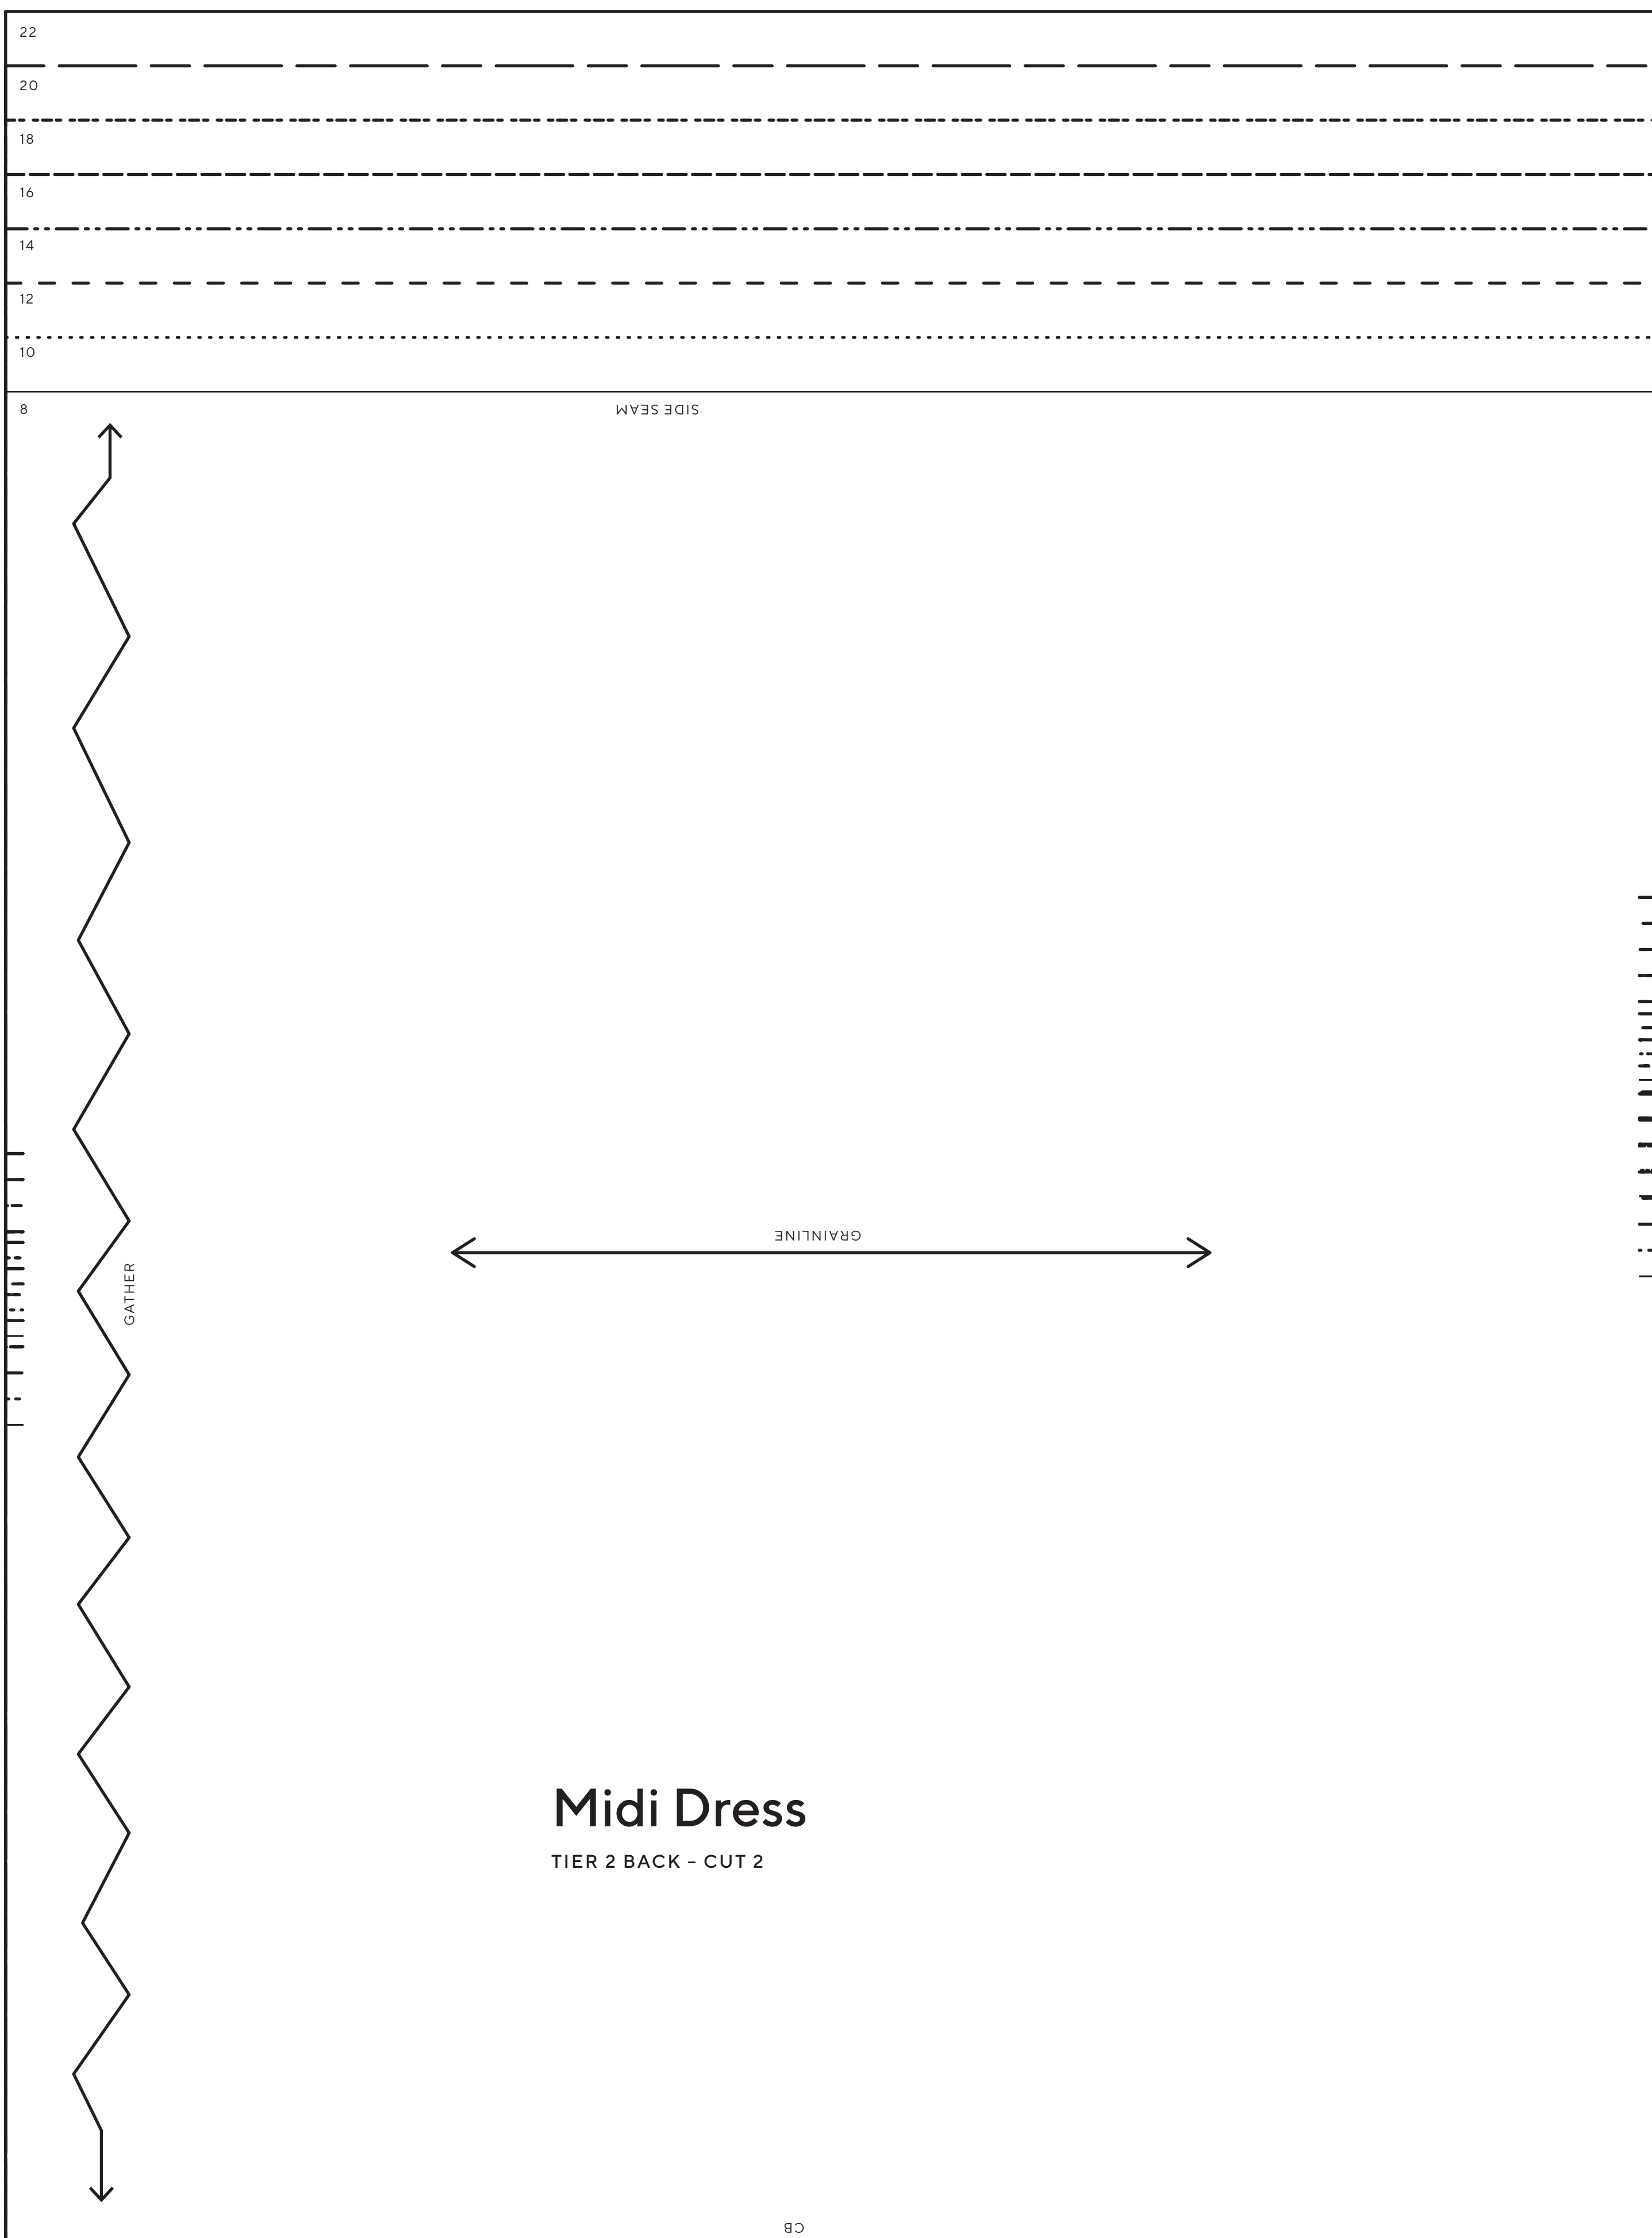 22
20
18
16
14
12
10
8
SIDE SEAM
GRAINLINE
GATHER
Midi Dress
TIER 2 BACK – CUT 2
CB